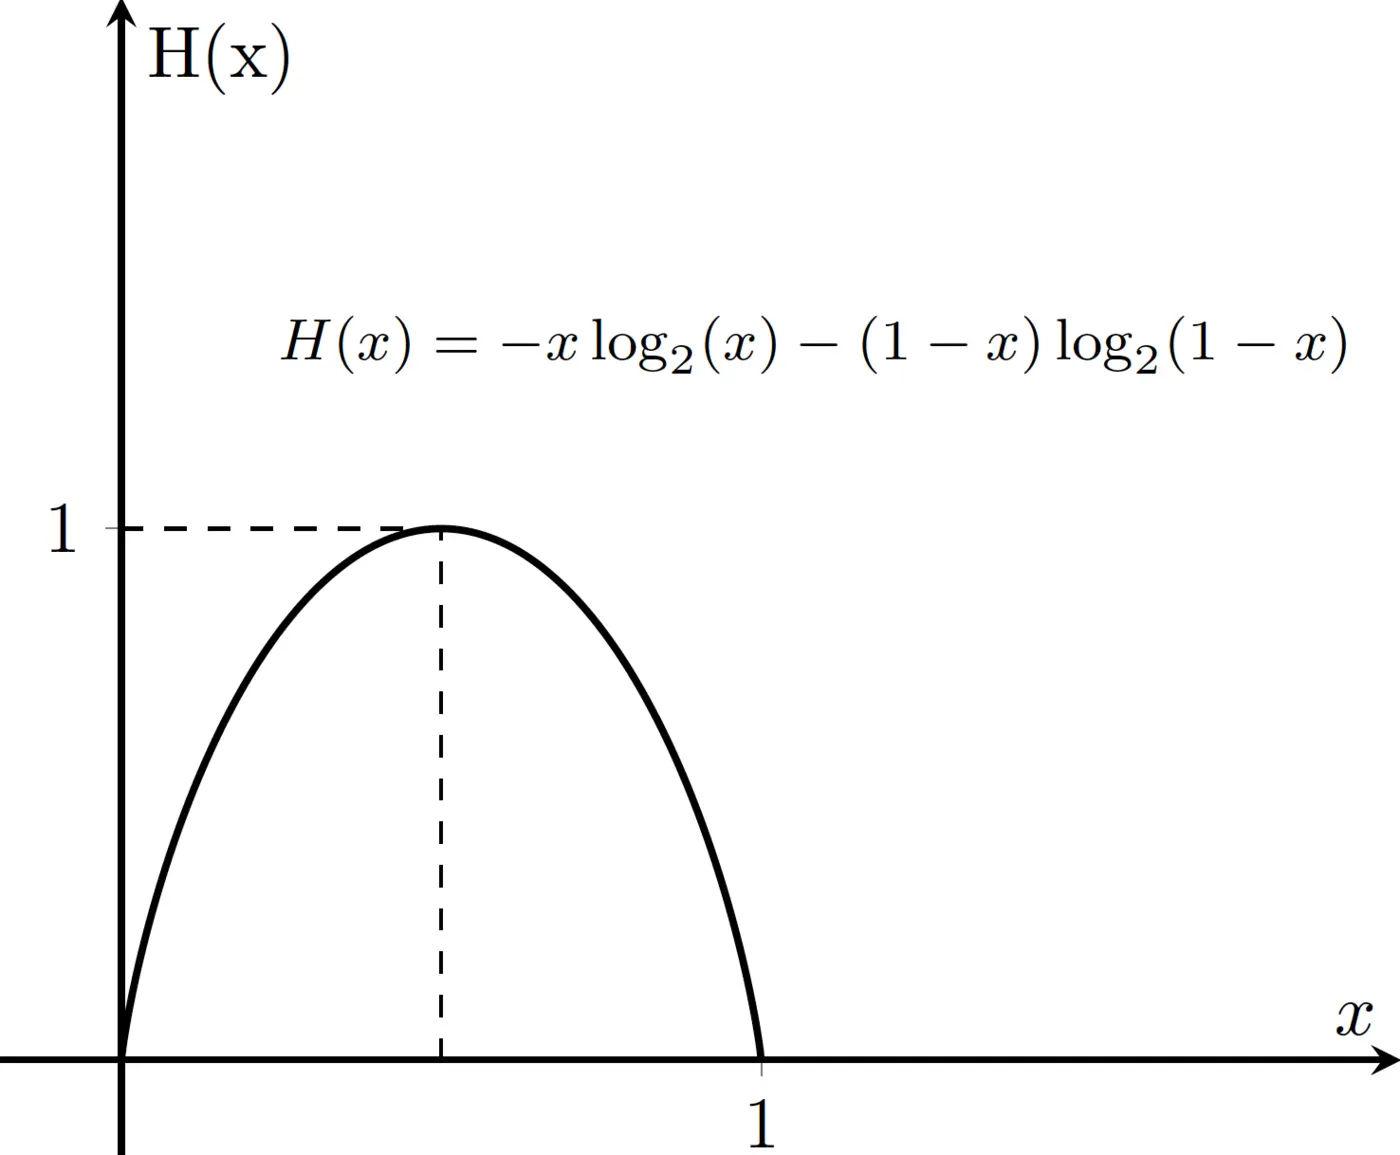 H(x)
H(x) = −x log₂(x) − (1 − x) log₂(1 − x)
1
x
1